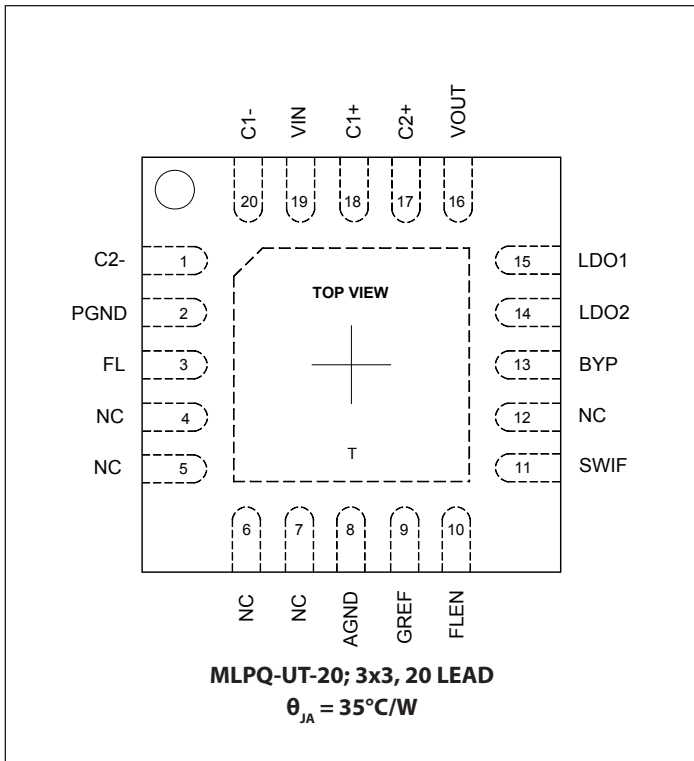 C1-
VIN
C1+
C2+
VOUT
20
19
18
17
16
C2-
1
15
LDO1
TOP VIEW
PGND
2
14
LDO2
FL
3
13
BYP
NC
4
12
NC
T
NC
5
11
SWIF
6
7
8
9
10
NC
NC
AGND
GREF
FLEN
MLPQ-UT-20; 3x3, 20 LEAD
θJA = 35°C/W